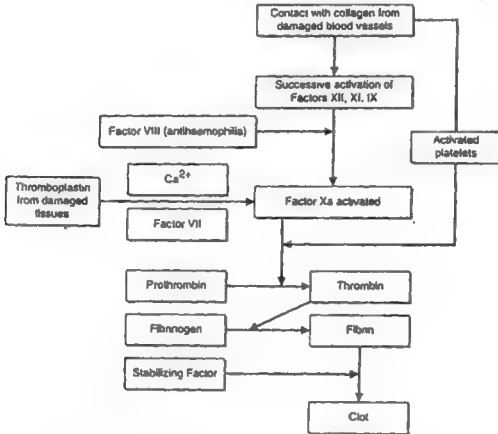 Contact with collagen from
damaged blood vessels
Successive activation of
Factors XII, XI, IX
Factor VIII (antihaemophilis)
Activated
platelets
Ca2+
Thromboplastin
from damaged
tissues
Factor Xa activated
Factor VII
Prothrombin
Thrombin
Fibrinogen
Fibrin
Stabilizing Factor
Clot